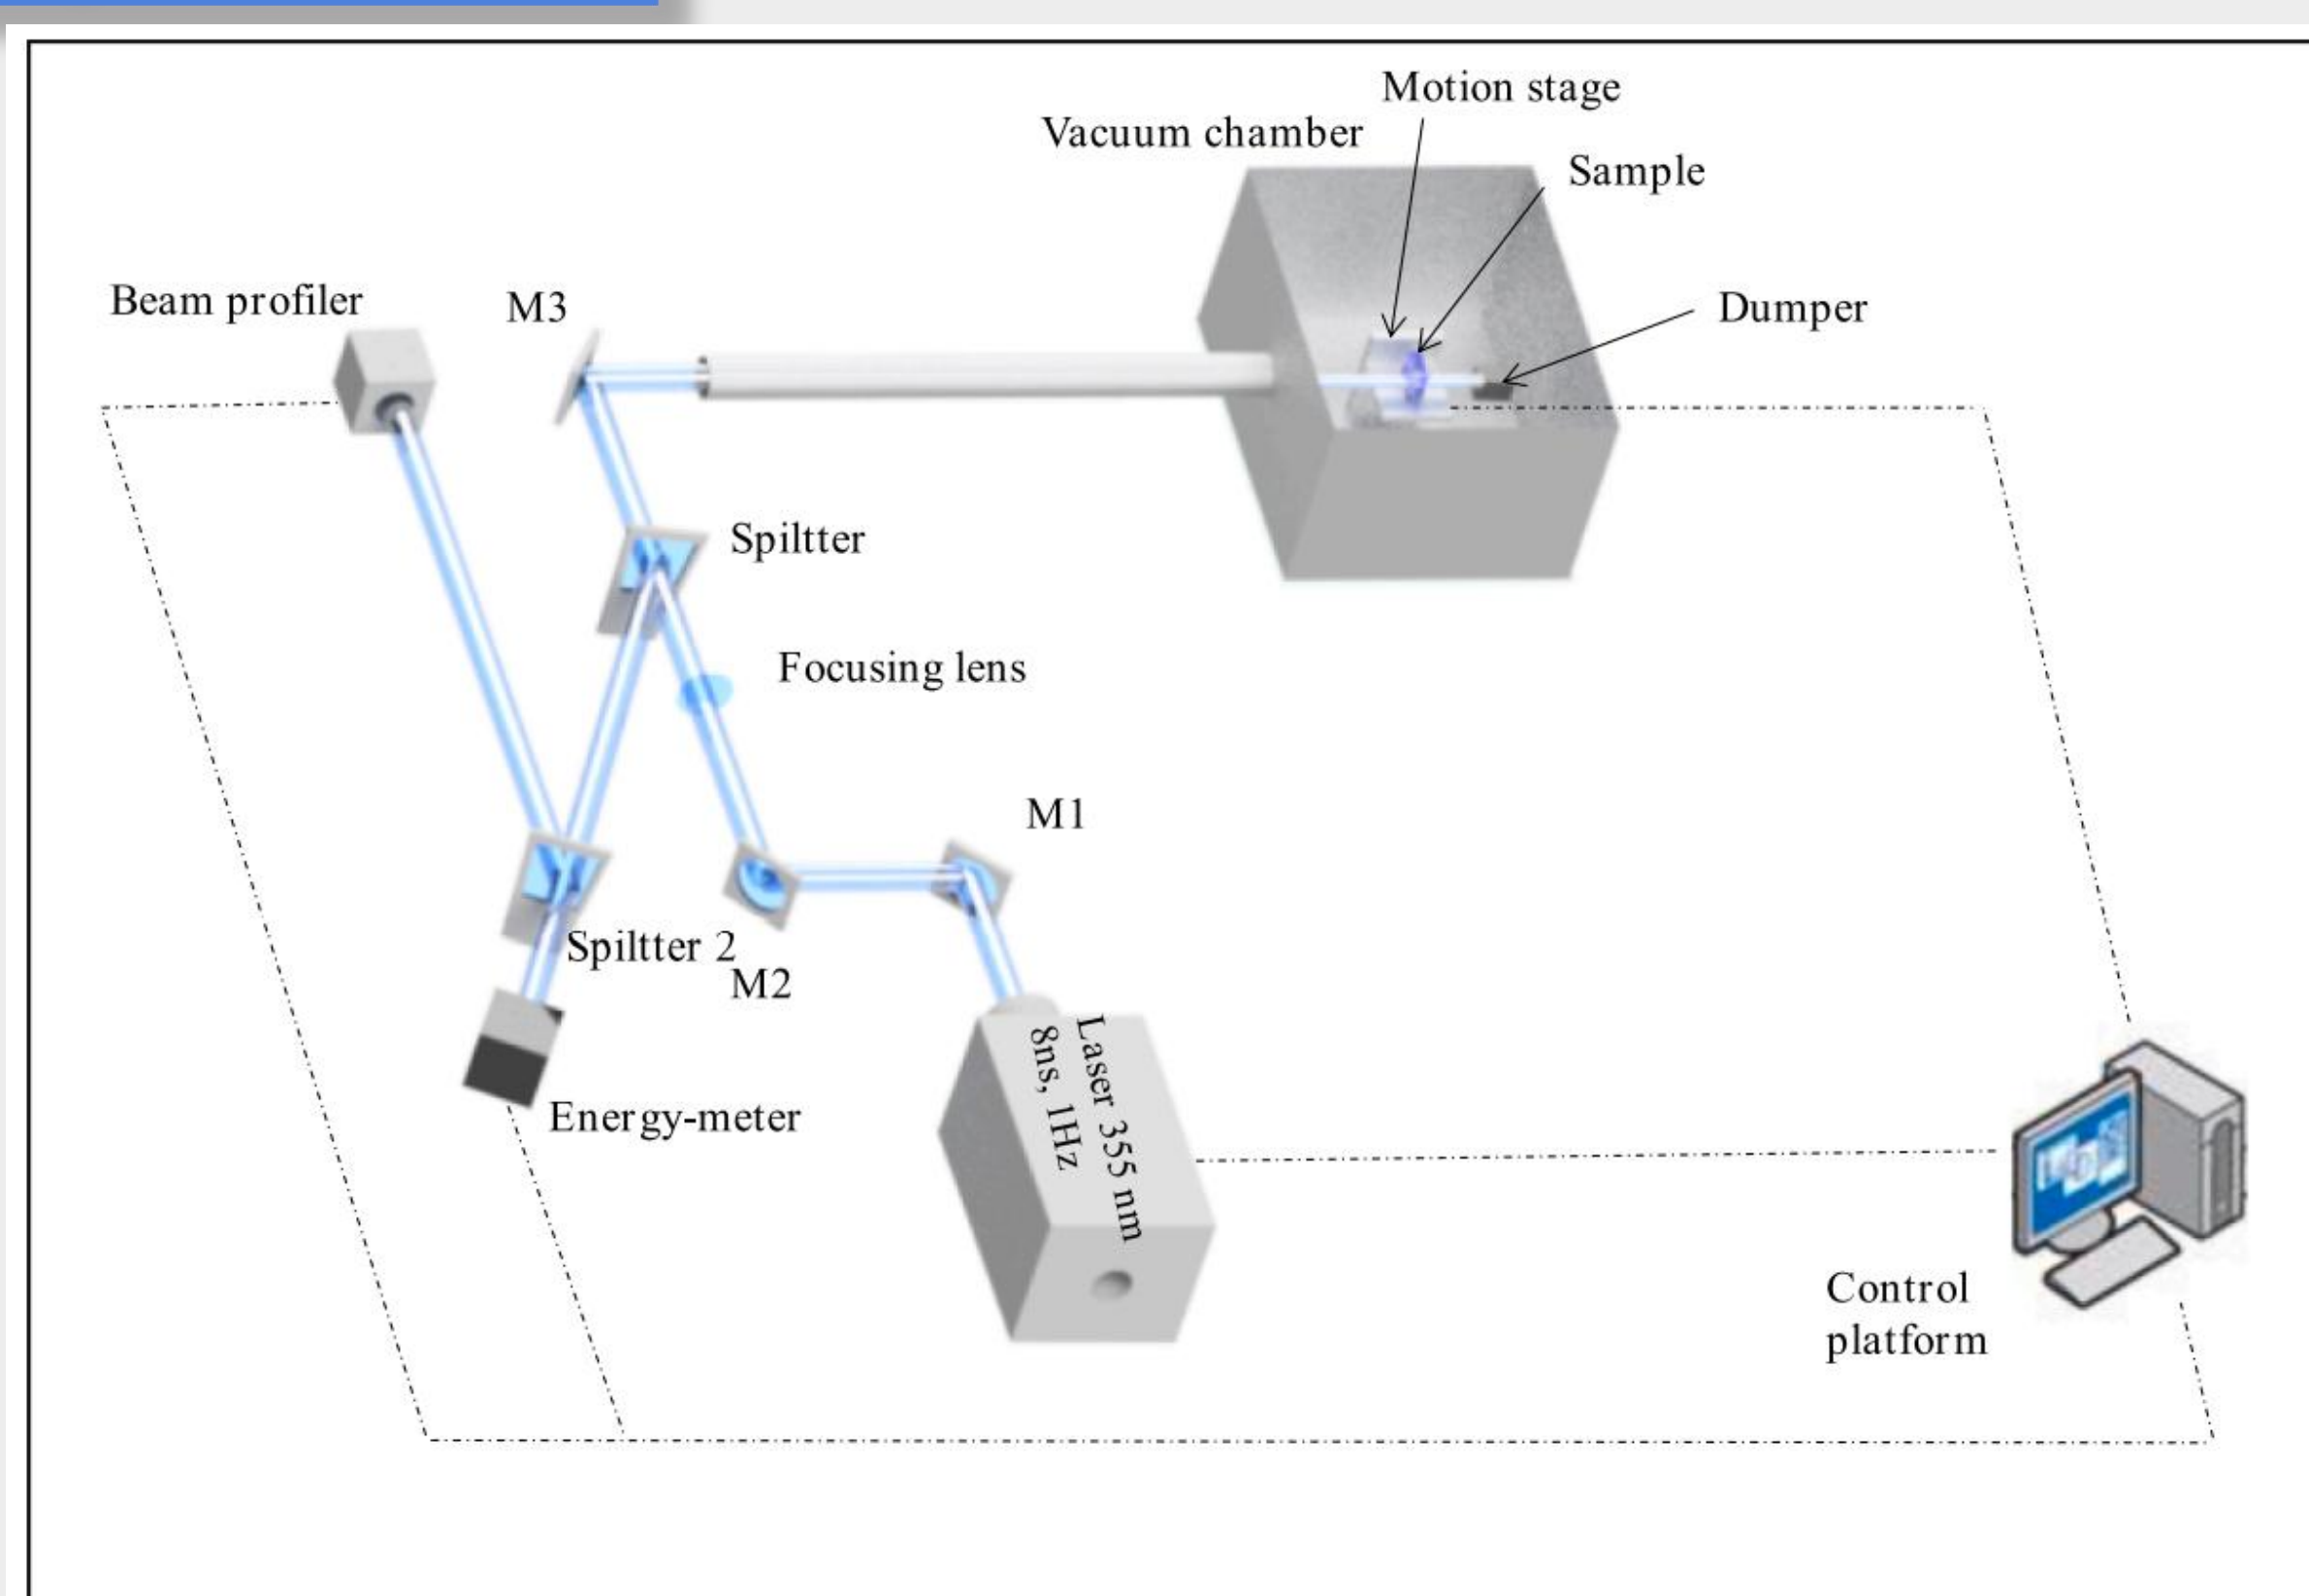 Motion stage
Vacuum chamber
Sample
Beam profiler
M3
Dumper
Spiltter
Focusing lens
M1
Spiltter 2
M2
Laser 355 nm
8ns, 1Hz
Energy-meter
Control
platform